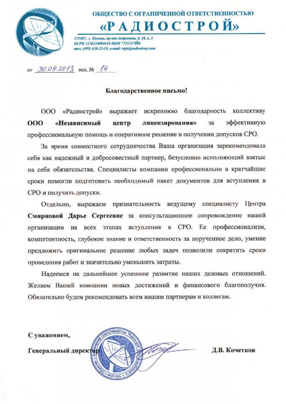 ОБЩЕСТВО С ОГРАНИЧЕННОЙ ОТВЕТСТВЕННОСТЬЮ
«РАДИОСТРОЙ»
от 30.09.2013 исх. № 14
Благодарственное письмо!
ООО «Радиострой» выражает искреннюю благодарность коллективу
ООО «Независимый центр лицензирования» за эффективную
профессиональную помощь и оперативное решение в получении допусков СРО.
За время совместного сотрудничества Ваша организация зарекомендовала
себя как надежный и добросовестный партнер, безусловно исполняющий взятые
на себя обязательства. Специалисты компании профессионально в кратчайшие
сроки помогли подготовить необходимый пакет документов для вступления в
СРО и получить допуски.
Отдельно, выражаем признательность ведущему специалисту Центра
Смирновой Дарье Сергеевне за консультационное сопровождение нашей
организации на всех этапах вступления в СРО. Ее профессионализм,
компетентность, глубокое знание и ответственность за порученное дело, умение
предложить оригинальное решение любых задач позволили сократить сроки
проведения работ и значительно уменьшить затраты.
Надеемся на дальнейшее успешное развитие наших деловых отношений.
Желаем Вашей компании новых достижений и финансового благополучия.
Обязательно будем рекомендовать всем нашим партнерам и коллегам.
С уважением,
Генеральный директор
Д.В. Кочетков